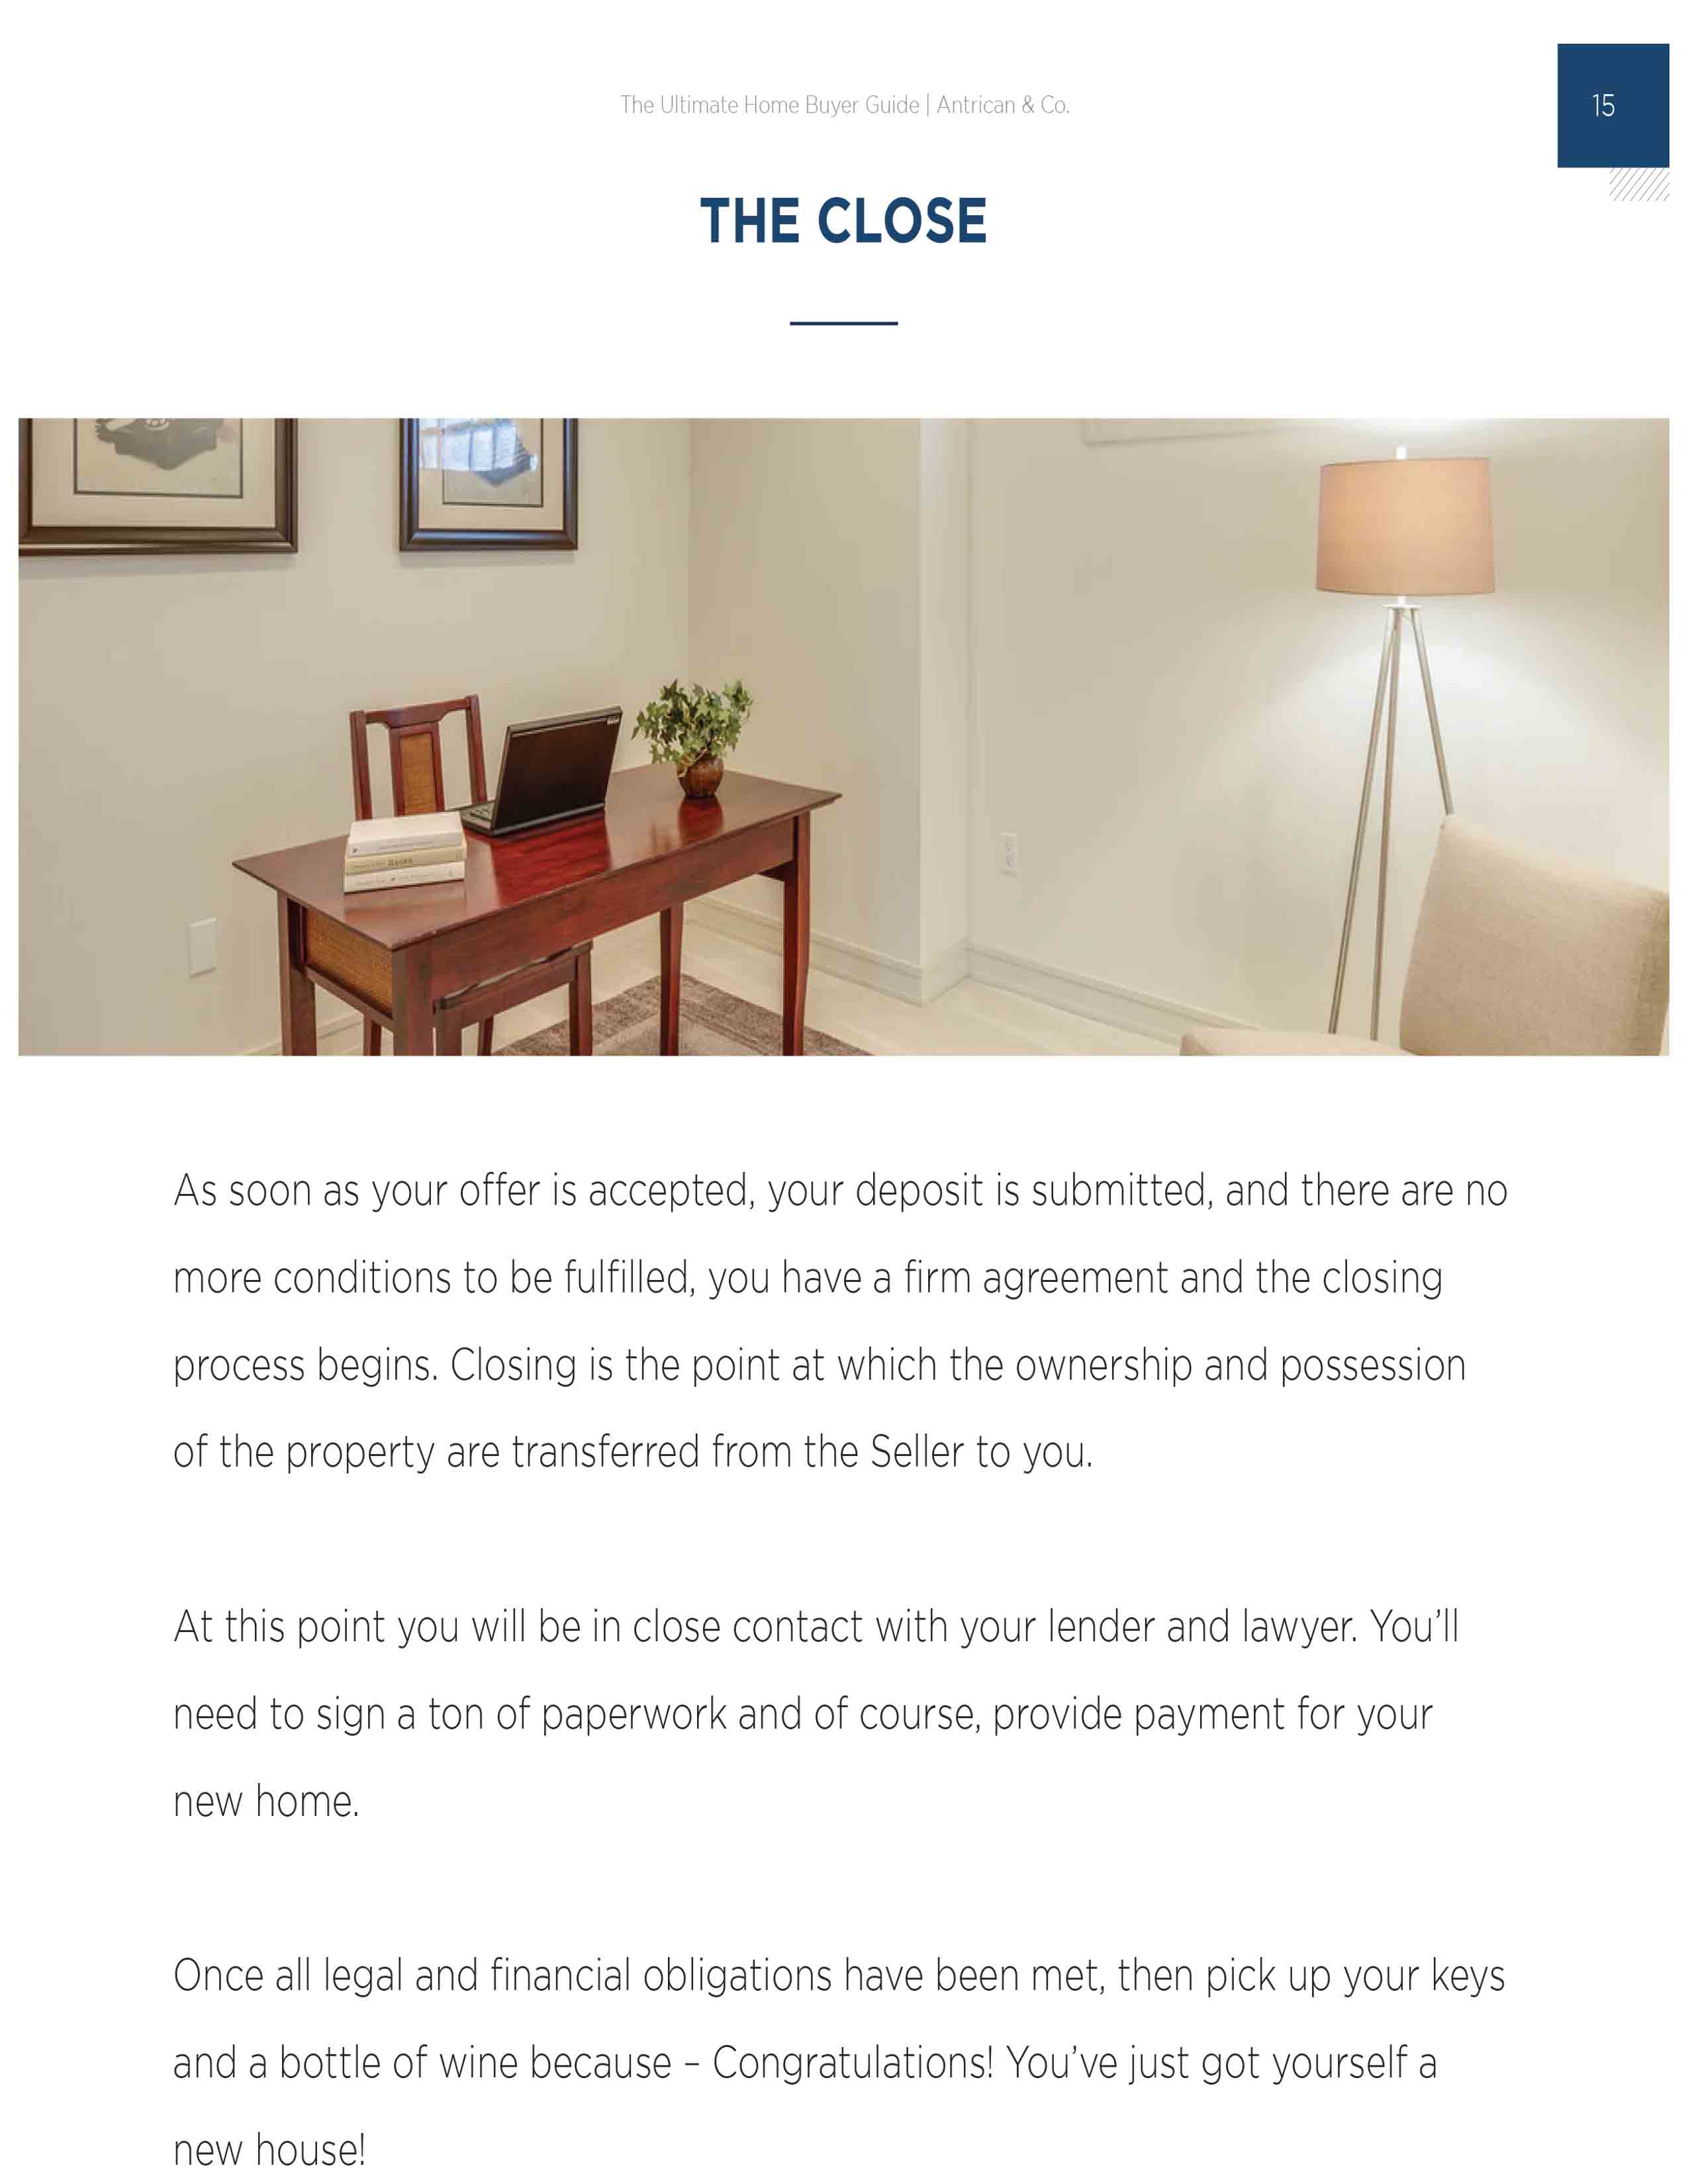 The Ultimate Home Buyer Guide | Antrican & Co.
15
THE CLOSE
As soon as your offer is accepted, your deposit is submitted, and there are no
more conditions to be fulfilled, you have a firm agreement and the closing
process begins. Closing is the point at which the ownership and possession
of the property are transferred from the Seller to you.
At this point you will be in close contact with your lender and lawyer. You’ll
need to sign a ton of paperwork and of course, provide payment for your
new home.
Once all legal and financial obligations have been met, then pick up your keys
and a bottle of wine because – Congratulations! You’ve just got yourself a
new house!